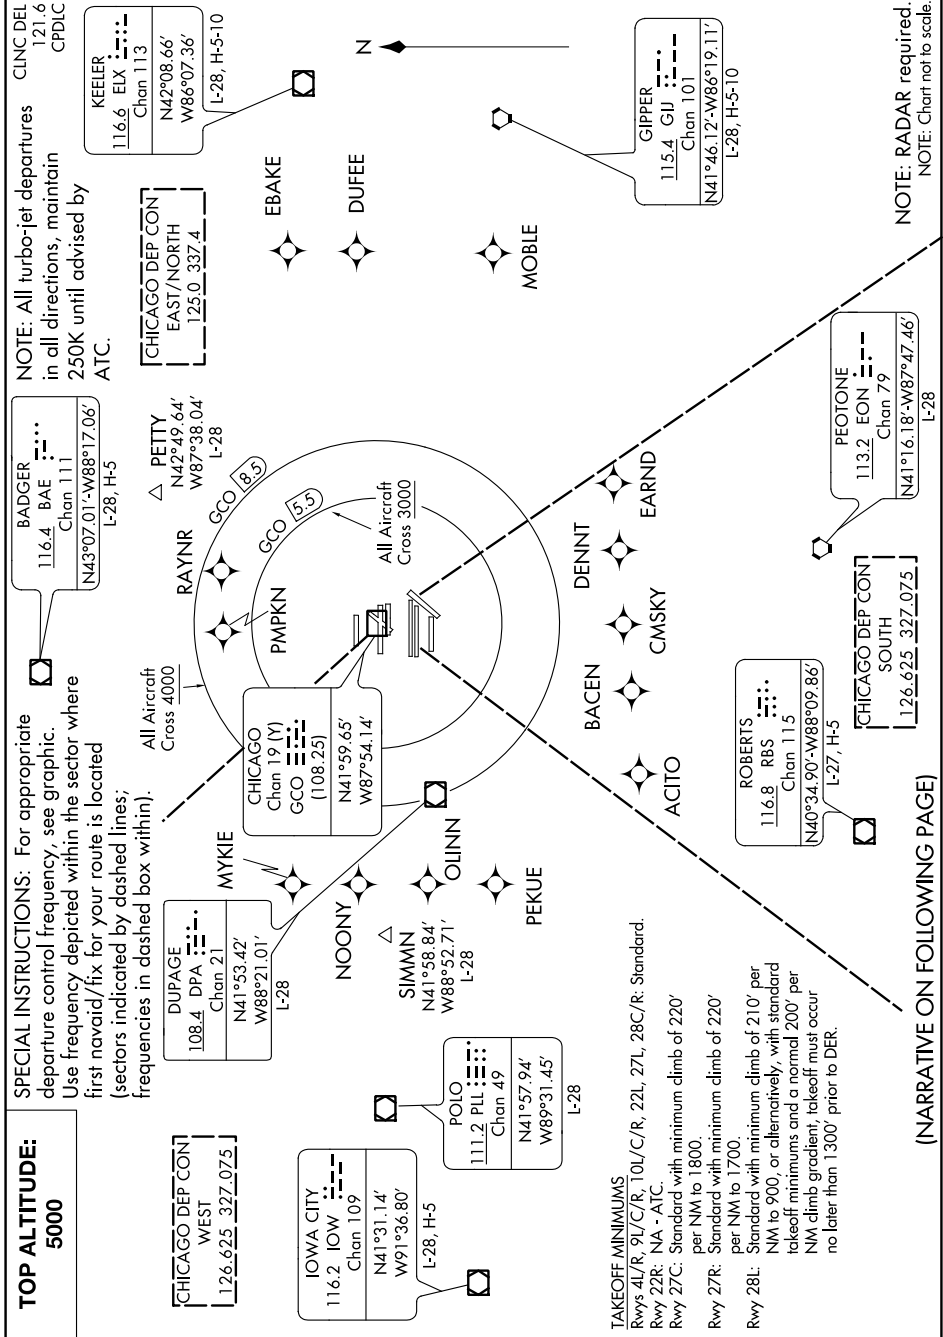 TOP ALTITUDE:
5000
SPECIAL INSTRUCTIONS: For appropriate
departure control frequency, see graphic.
Use frequency depicted within the sector where
first navaid/fix for your route is located
(sectors indicated by dashed lines;
frequencies in dashed box within).
BADGER
116.4 BAE
Chan 111
N43°07.01'-W88°17.06'
L-28, H-5
NOTE: All turbo-jet departures
in all directions, maintain
250K until advised by
ATC.
CLNC DEL
121.6
CPDLC
KEELER
116.6 ELX
Chan 113
N42°08.66'
W86°07.36'
L-28, H-5-10
CHICAGO DEP CON
WEST
126.625 327.075
DUPAGE
108.4 DPA
Chan 21
N41°53.42'
W88°21.01'
L-28
All Aircraft
Cross 4000
PETTY
N42°49.64'
W87°38.04'
L-28
CHICAGO DEP CON
EAST/NORTH
125.0 337.4
MYKIE
RAYNR
PMPKN
GCO 8.5
GCO 5.5
All Aircraft
Cross 3000
EBAKE
DUFEE
N
IOWA CITY
116.2 IOW
Chan 109
N41°31.14'
W91°36.80'
L-28, H-5
CHICAGO
Chan 19 (Y)
GCO
(108.25)
N41°59.65'
W87°54.14'
NOONY
SIMMN
N41°58.84'
W88°52.71'
L-28
OLINN
PEKUE
POLO
111.2 PLL
Chan 49
N41°57.94'
W89°31.45'
L-28
MOBLE
GIPPER
115.4 GIJ
Chan 101
N41°46.12'-W86°19.11'
L-28, H-5-10
ACITO
BACEN
CMSKY
DENNT
EARND
TAKEOFF MINIMUMS
Rwys 4L/R, 9L/C/R, 10L/C/R, 22L, 27L, 28C/R: Standard.
Rwy 22R: NA - ATC.
Rwy 27C: Standard with minimum climb of 220'
per NM to 1800.
Rwy 27R: Standard with minimum climb of 220'
per NM to 1700.
Rwy 28L: Standard with minimum climb of 210' per
NM to 900, or alternatively, with standard
takeoff minimums and a normal 200' per
NM climb gradient, takeoff must occur
no later than 1300' prior to DER.
ROBERTS
116.8 RBS
Chan 115
N40°34.90'-W88°09.86'
L-27, H-5
CHICAGO DEP CON
SOUTH
126.625 327.075
PEOTONE
113.2 EON
Chan 79
N41°16.18'-W87°47.46'
L-28
NOTE: RADAR required.
NOTE: Chart not to scale.
(NARRATIVE ON FOLLOWING PAGE)